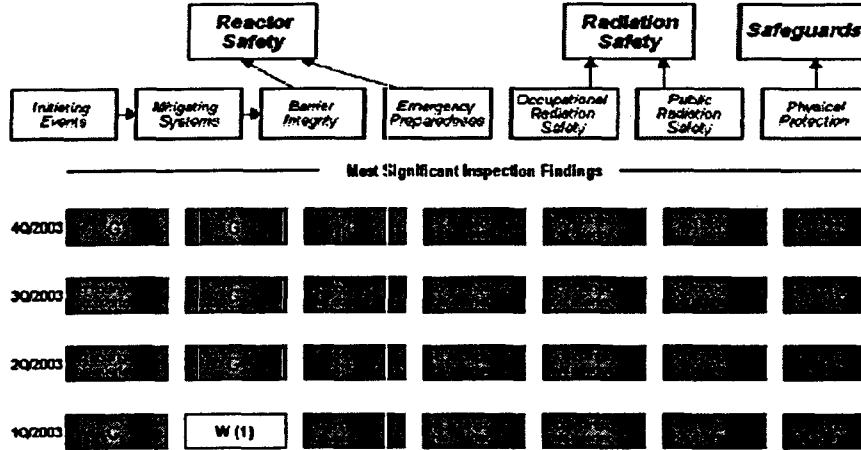 Reactor Safety
Radiation Safety
Safeguards
Initiating Events
Mitigating Systems
Barrier Integrity
Emergency Preparedness
Occupational Radiation Safety
Public Radiation Safety
Physical Protection
Most Significant Inspection Findings
4Q/2003 G G
3Q/2003 G
2Q/2003 G
1Q/2003 G W (1)